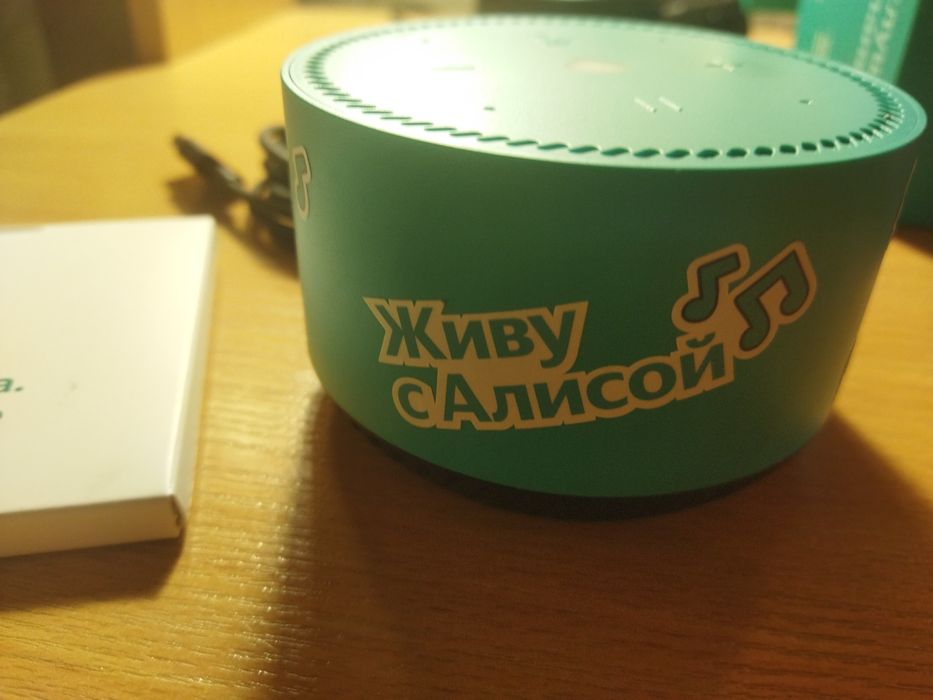 Живу
с Алисой
а.